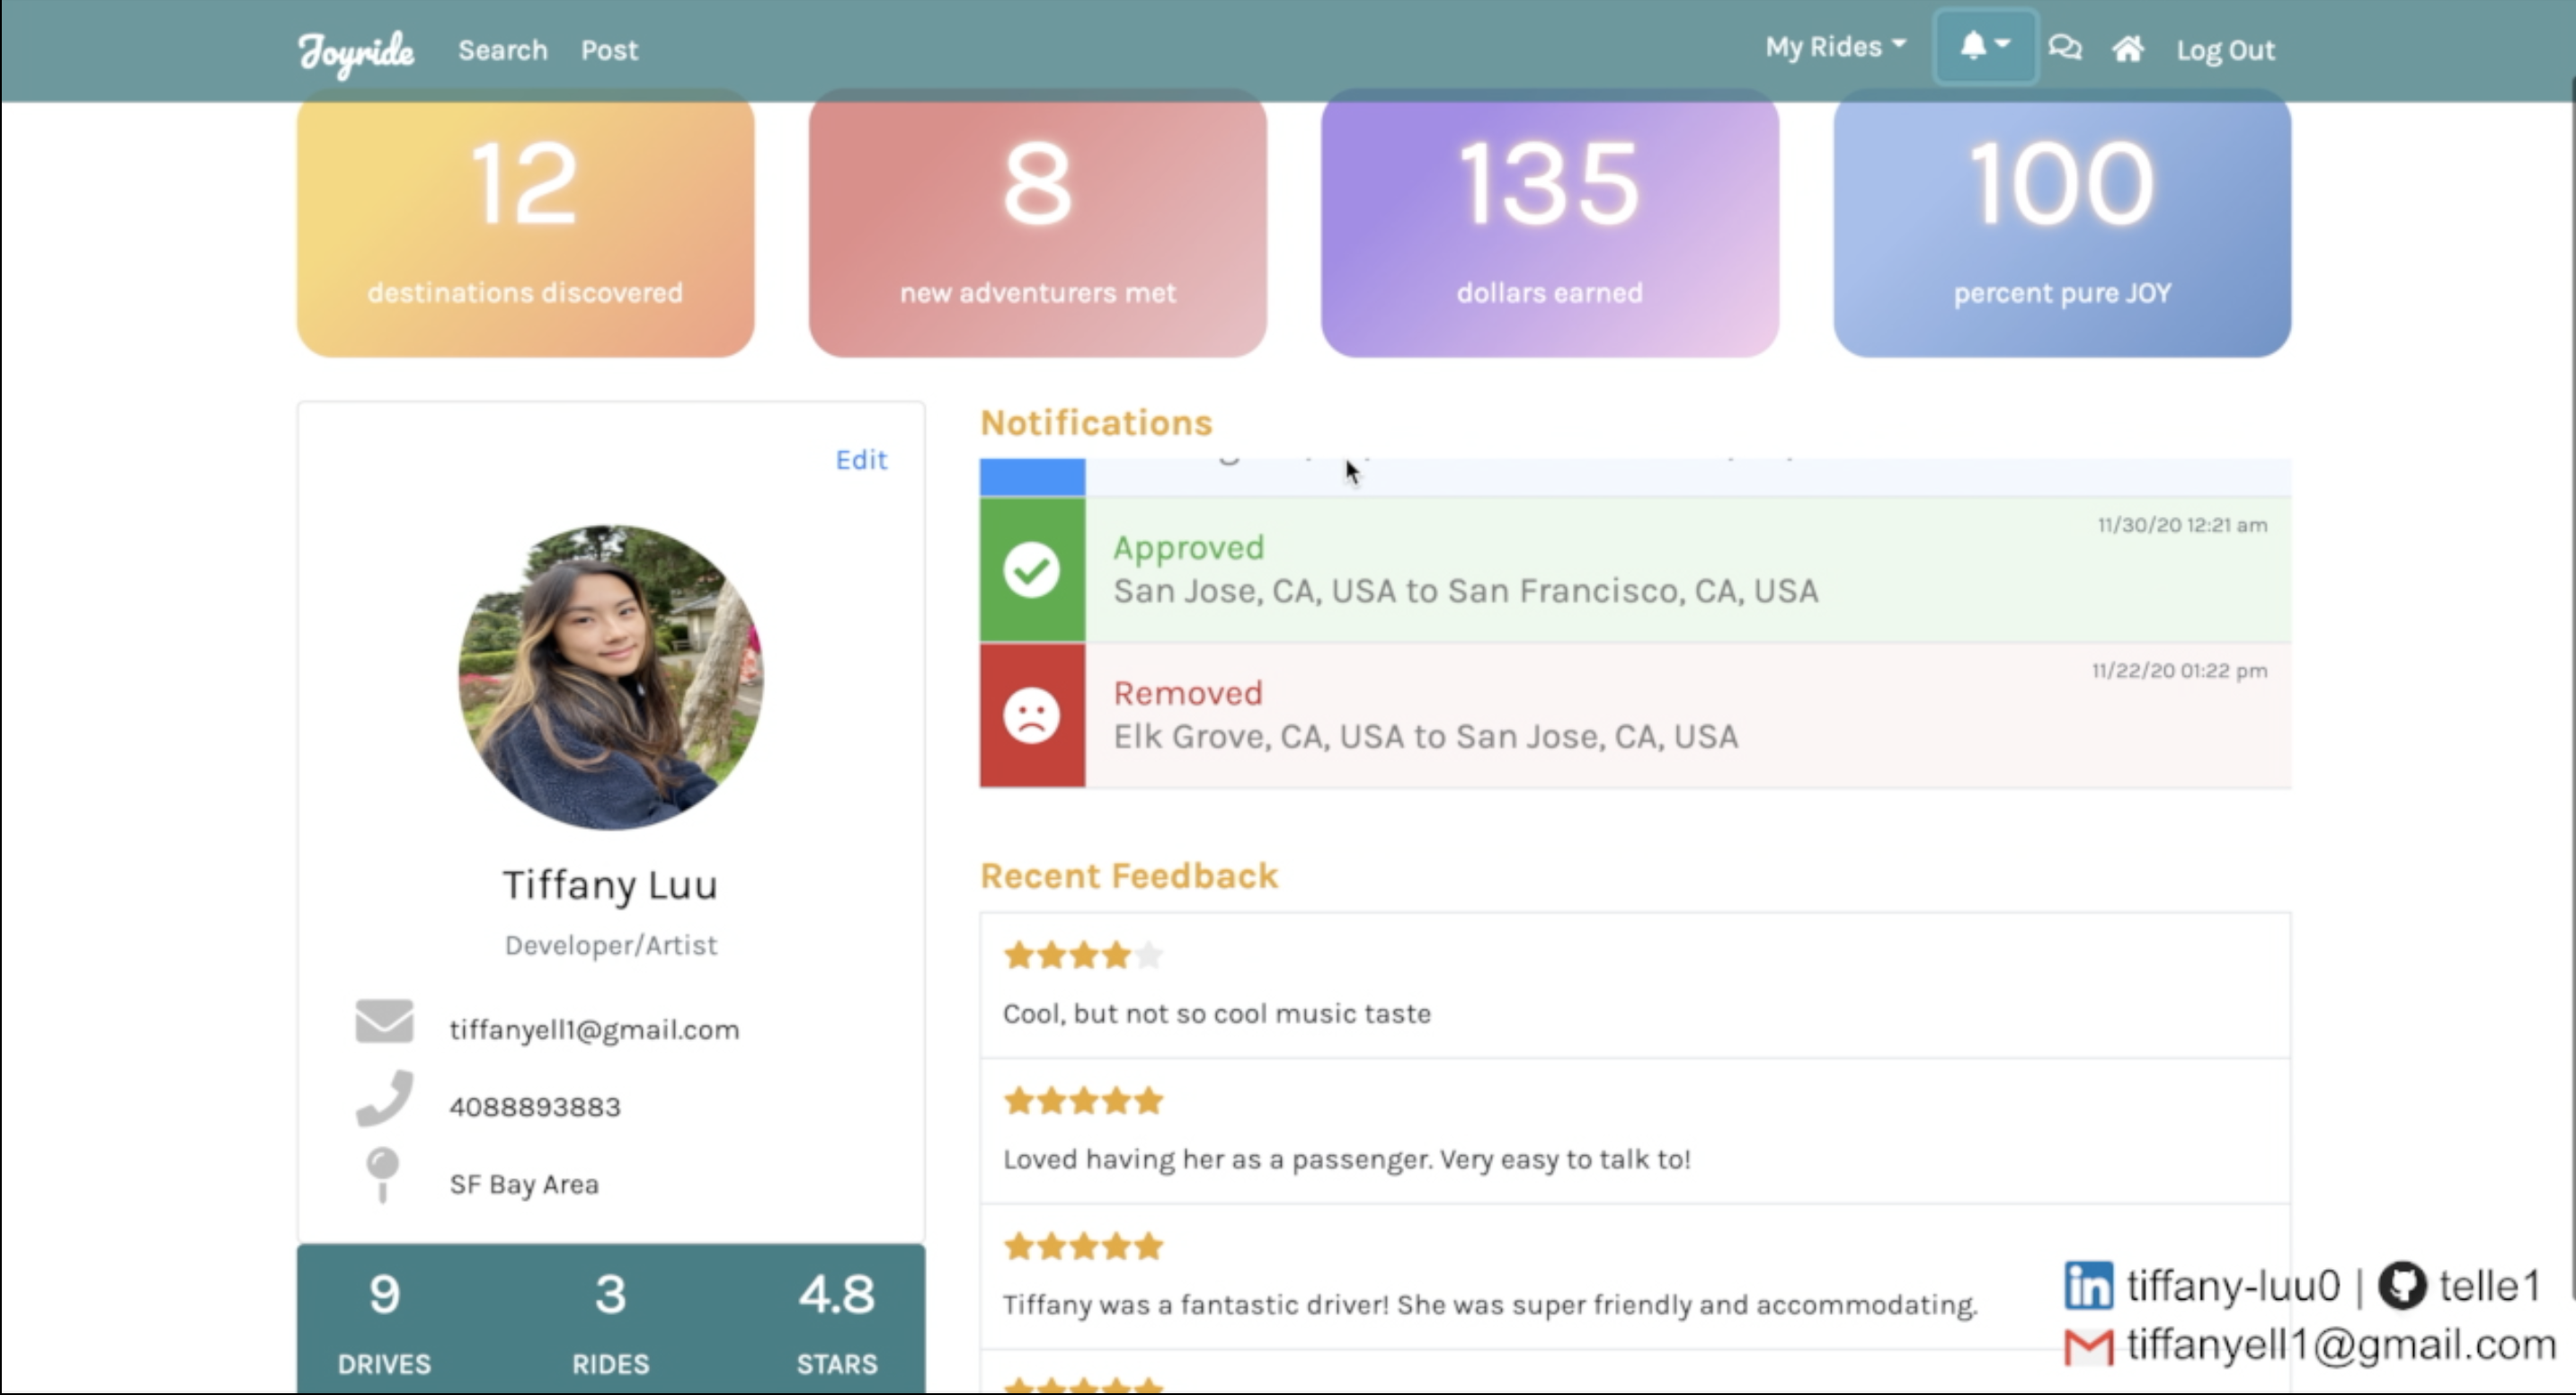 Joyride Search Post My Rides Log Out
12
destinations discovered
8
new adventurers met
135
dollars earned
100
percent pure JOY
Edit
Tiffany Luu
Developer/Artist
tiffanyell1@gmail.com
4088893883
SF Bay Area
9
DRIVES
3
RIDES
4.8
STARS
Notifications
Approved
11/30/20 12:21 am
San Jose, CA, USA to San Francisco, CA, USA
Removed
11/22/20 01:22 pm
Elk Grove, CA, USA to San Jose, CA, USA
Recent Feedback
Cool, but not so cool music taste
Loved having her as a passenger. Very easy to talk to!
Tiffany was a fantastic driver! She was super friendly and accommodating.
in tiffany-luu0 | telle1
tiffanyell1@gmail.com